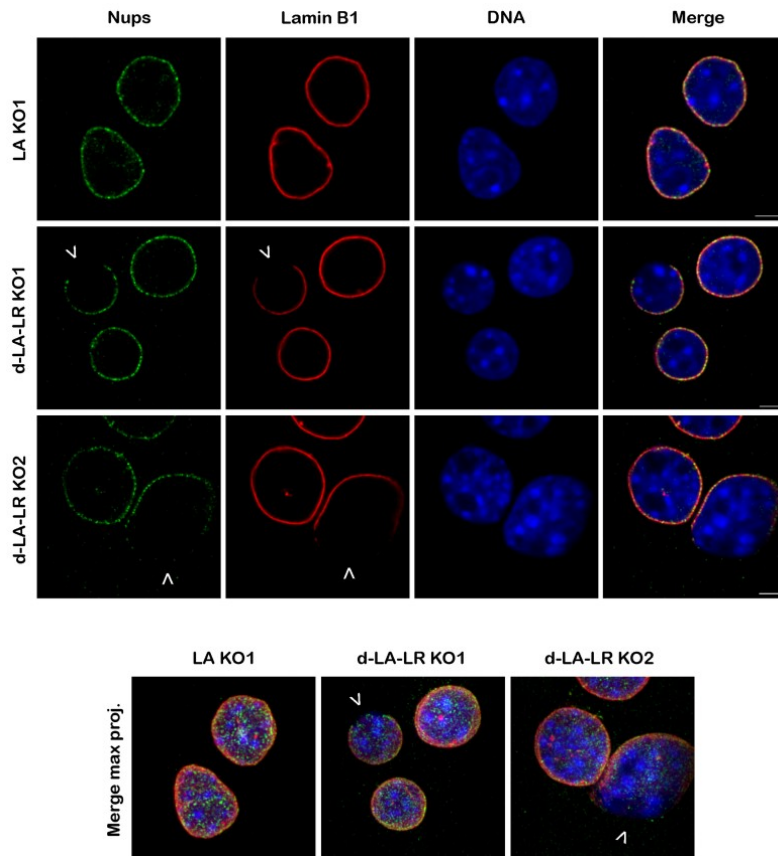 Nups Lamin B1 DNA Merge
LA KO1
d-LA-LR KO1
d-LA-LR KO2
LA KO1 d-LA-LR KO1 d-LA-LR KO2
Merge max proj.